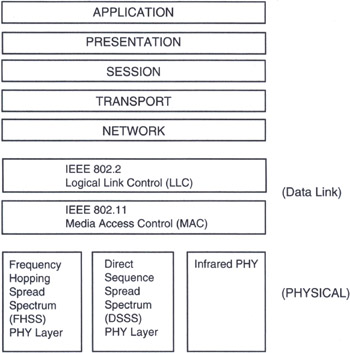 APPLICATION
PRESENTATION
SESSION
TRANSPORT
NETWORK
IEEE 802.2
Logical Link Control (LLC)
(Data Link)
IEEE 802.11
Media Access Control (MAC)
Frequency
Hopping
Spread
Spectrum
(FHSS)
PHY Layer
Direct
Sequence
Spread
Spectrum
(DSSS)
PHY Layer
Infrared PHY
(PHYSICAL)